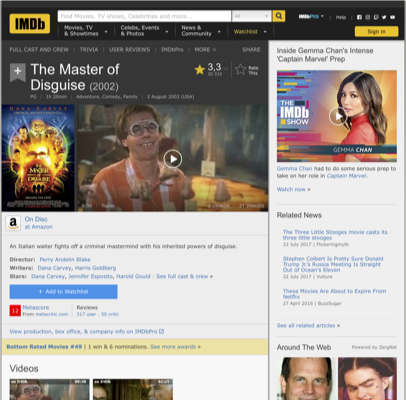 IMDb
Find Movies, TV shows, Celebrities and more...
All
IMDbPro
Help
Movies, TV & Showtimes
Celebs, Events & Photos
News & Community
Watchlist
Sign in
FULL CAST AND CREW | TRIVIA | USER REVIEWS | IMDbPro | MORE
SHARE
The Master of Disguise (2002)
3,3
Rate This
PG | 1h 20min | Adventure, Comedy, Family | 2 August 2002 (USA)
DANA CARVEY
MASTER
DISGUISE
On Disc
at Amazon
An Italian waiter fights off a criminal mastermind with his inherited powers of disguise.
Director: Perry Andelin Blake
Writers: Dana Carvey, Harris Goldberg
Stars: Dana Carvey, Jennifer Esposito, Harold Gould | See full cast & crew »
+ Add to Watchlist
12
Metascore
From metacritic.com
Reviews
317 user | 50 critic
View production, box office, & company info on IMDbPro
Bottom Rated Movies #49 | 1 win & 6 nominations. See more awards »
Videos
Inside Gemma Chan's Intense 'Captain Marvel' Prep
THE
IMDb
SHOW
GEMMA CHAN
Gemma Chan had to do some serious prep to take on her role in Captain Marvel.
Watch now »
Related News
The Three Little Stooges movie casts its three little stooges
23 July 2017 | Flickeringmyth
Stephen Colbert Is Pretty Sure Donald Trump Jr's Russia Meeting Is Straight Out of Ocean's Eleven
22 July 2017 | Vulture
These Movies Are About to Expire From Netflix
27 April 2016 | BuzzSugar
See all related articles »
Around The Web
Powered by ZergNet